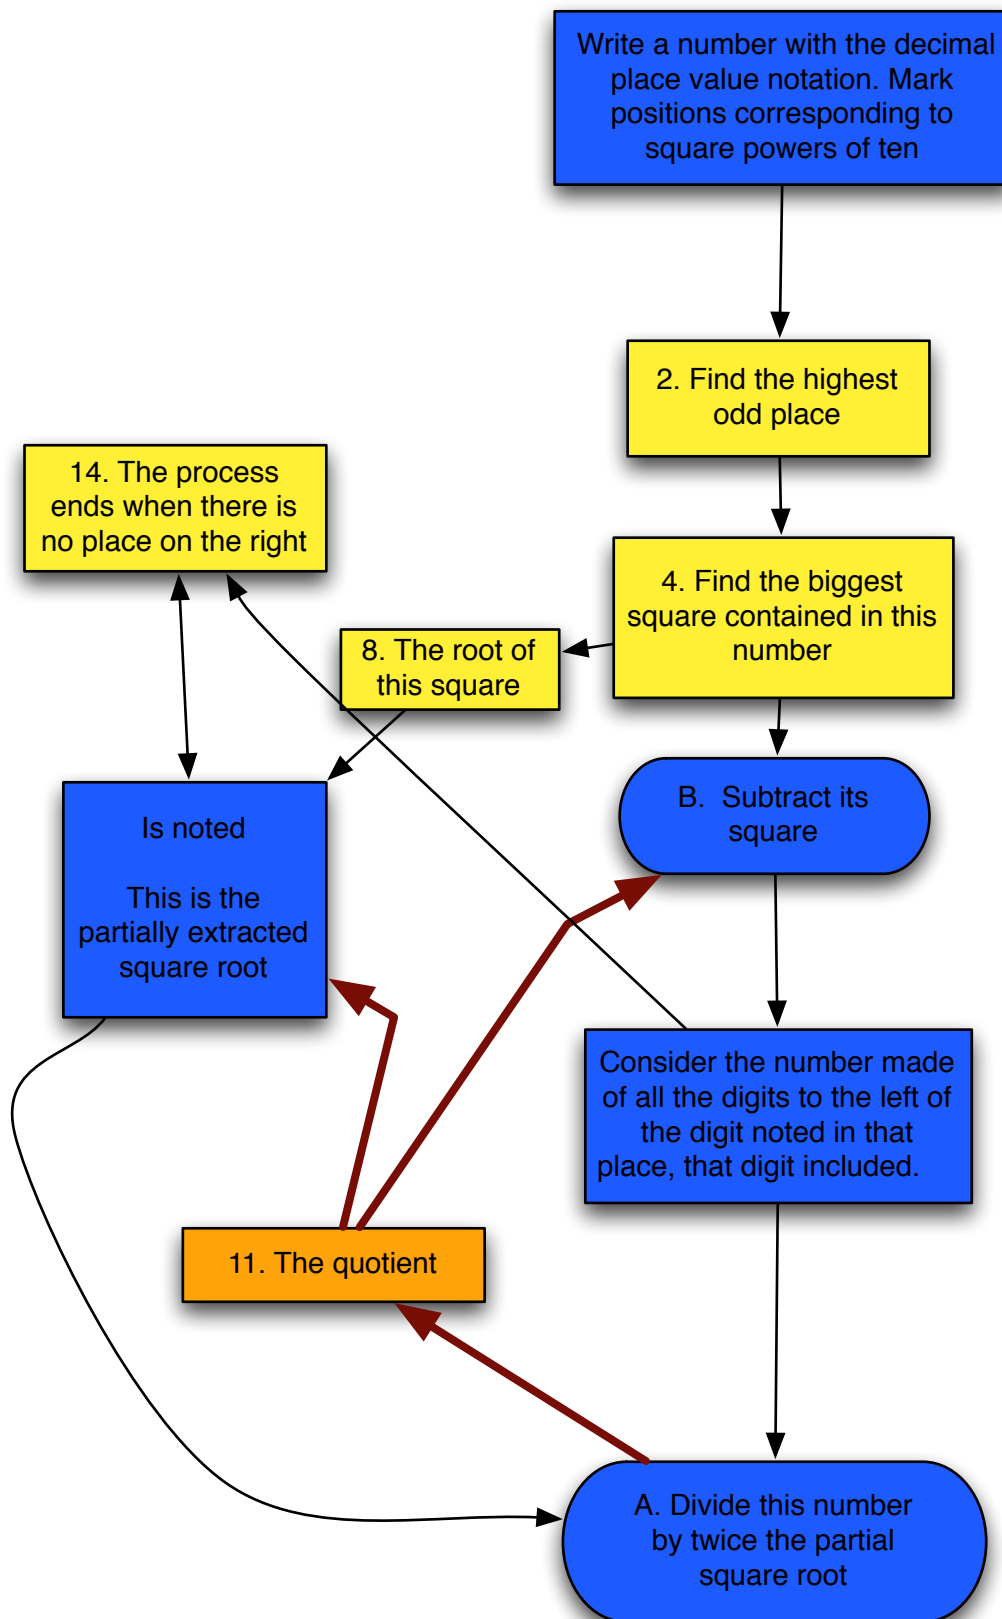 Write a number with the decimal
place value notation. Mark
positions corresponding to
square powers of ten
2. Find the highest
odd place
14. The process
ends when there is
no place on the right
4. Find the biggest
square contained in this
number
8. The root of
this square
B.  Subtract its
square
Is noted
This is the
partially extracted
square root
Consider the number made
of all the digits to the left of
the digit noted in that
place, that digit included.
11. The quotient
A. Divide this number
by twice the partial
square root